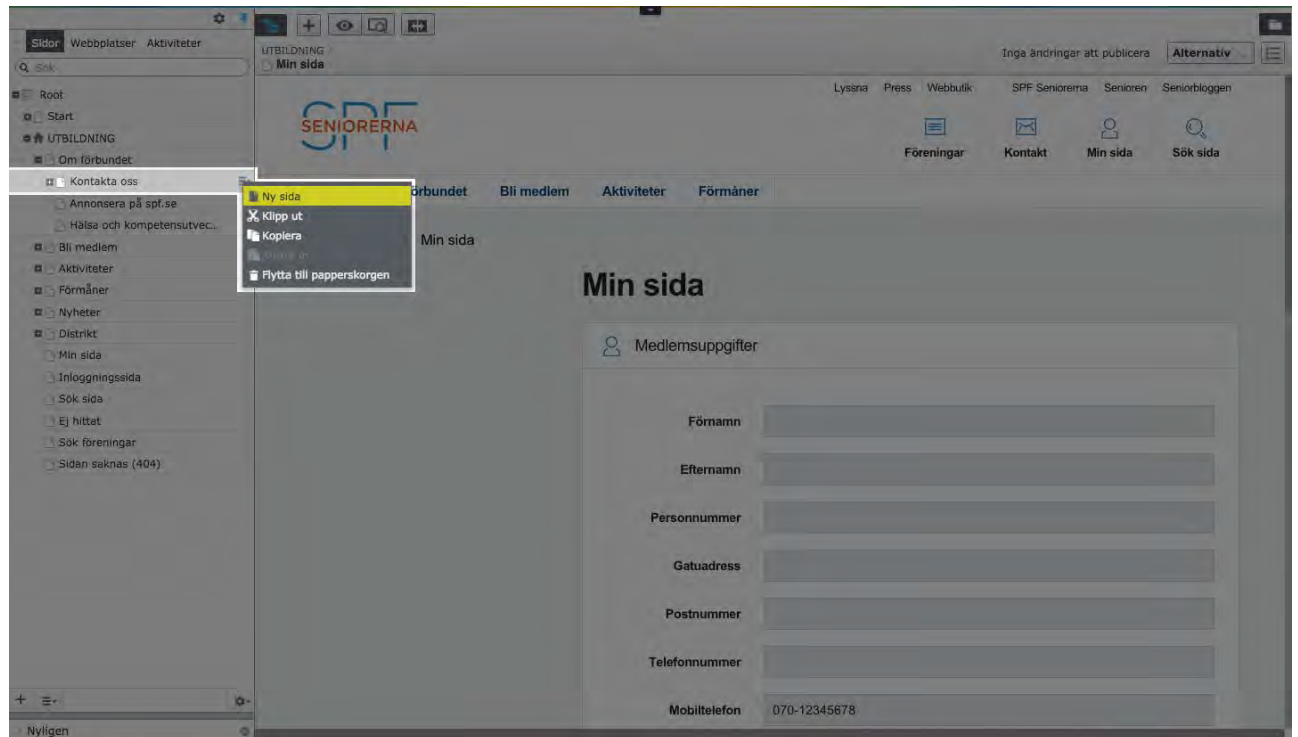 Sidor Webbplatser Aktiviteter
Sök
Root
Start
UTBILDNING
Om förbundet
Kontakta oss
Annonsera på spf.se
Hälsa och kompetensutvec...
Bli medlem
Aktiviteter
Förmåner
Nyheter
Distrikt
Min sida
Inloggningssida
Sök sida
Ej hittat
Sök föreningar
Sidan saknas (404)
Nyligen
Ny sida
Klipp ut
Kopiera
Flytta till papperskorgen
UTBILDNING
Min sida
Inga ändringar att publicera Alternativ
Lyssna Press Webbutik SPF Seniorerna Senioren Seniorbloggen
SPF
SENIORERNA
Föreningar Kontakt Min sida Sök sida
örbundet Bli medlem Aktiviteter Förmåner
Min sida
Min sida
Medlemsuppgifter
Förnamn
Efternamn
Personnummer
Gatuadress
Postnummer
Telefonnummer
Mobiltelefon 070-12345678